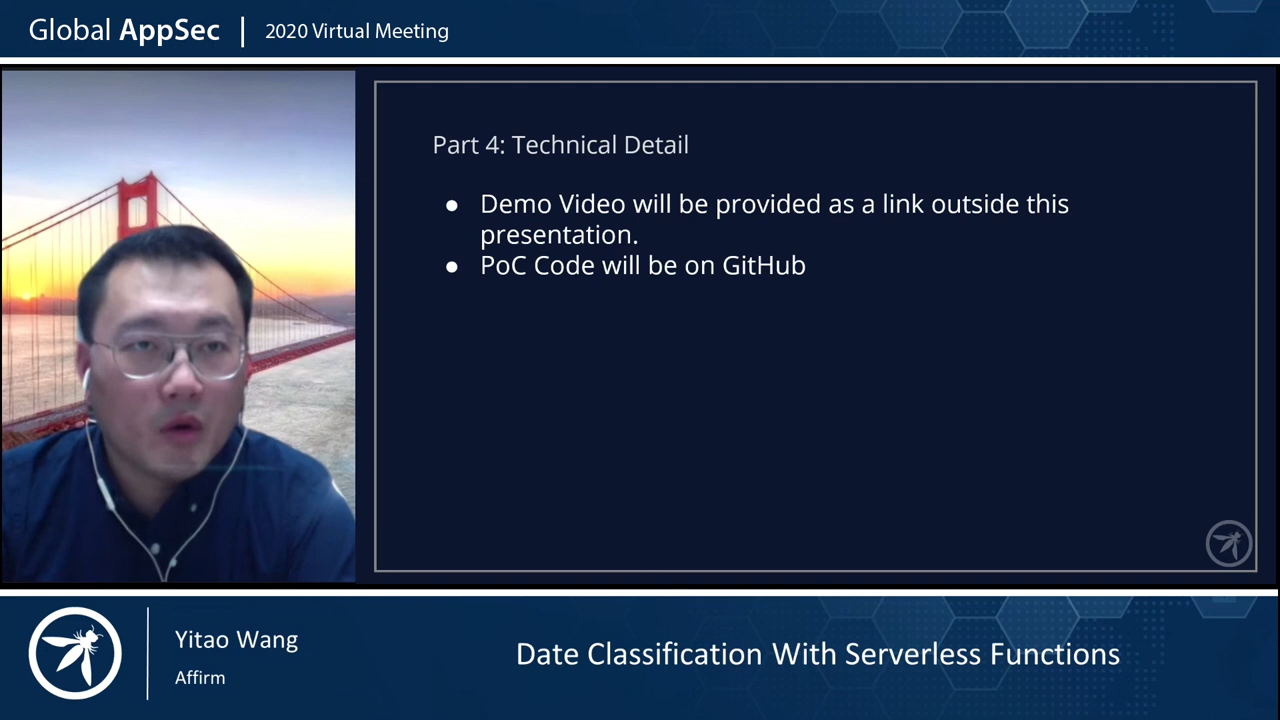 Global AppSec | 2020 Virtual Meeting
Part 4: Technical Detail
● Demo Video will be provided as a link outside this
presentation.
● PoC Code will be on GitHub
Yitao Wang
Affirm
Date Classification With Serverless Functions